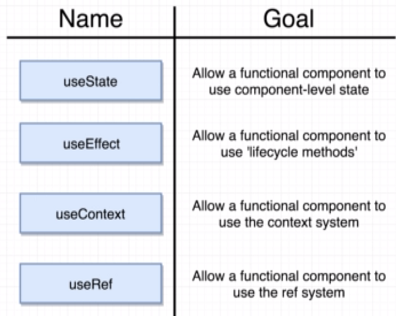 Name Goal
useState
Allow a functional component to
use component-level state
useEffect
Allow a functional component to
use 'lifecycle methods'
useContext
Allow a functional component to
use the context system
useRef
Allow a functional component to
use the ref system